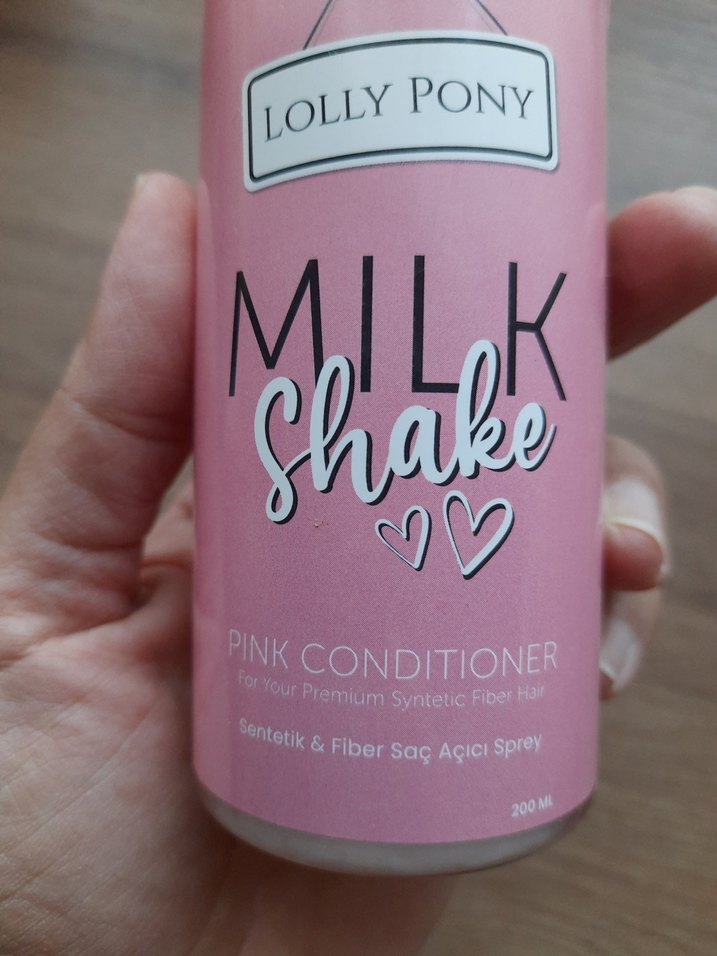 LOLLY PONY
MILK
Shake
PINK CONDITIONER
For Your Premium Syntetic Fiber Hair
Sentetik & Fiber Saç Açıcı Sprey
200 ML